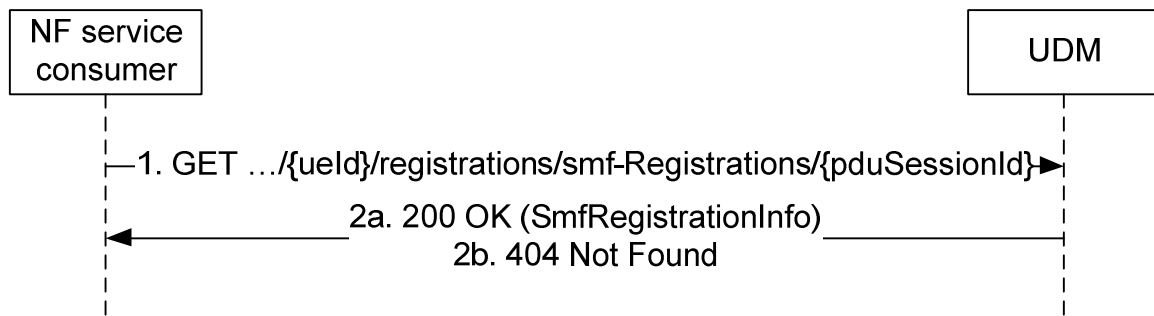 NF service
consumer
UDM
1. GET …/{ueId}/registrations/smf-Registrations/{pduSessionId}
2a. 200 OK (SmfRegistrationInfo)
2b. 404 Not Found